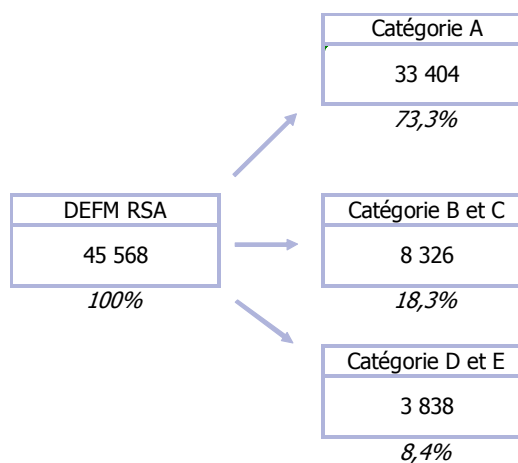 Catégorie A
33 404
73,3%
DEFM RSA
45 568
100%
Catégorie B et C
8 326
18,3%
Catégorie D et E
3 838
8,4%